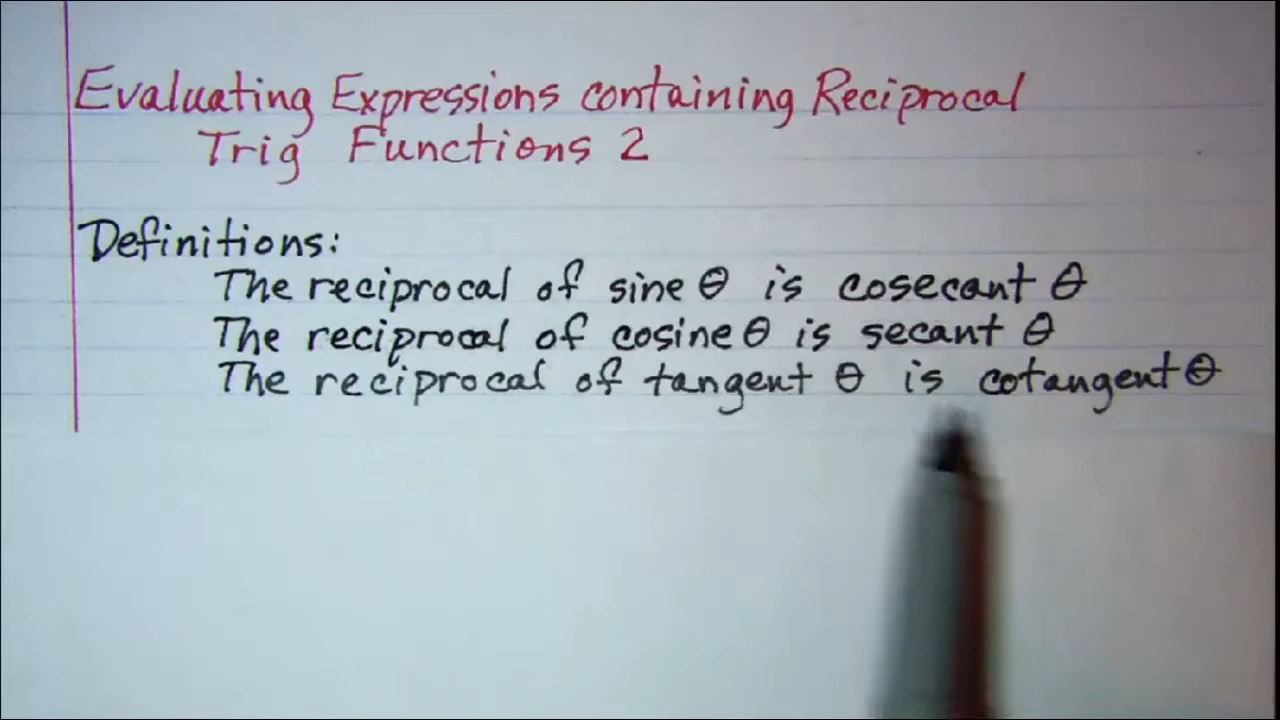 Evaluating Expressions containing Reciprocal
Trig Functions 2
Definitions:
The reciprocal of sine θ is cosecant θ
The reciprocal of cosine θ is secant θ
The reciprocal of tangent θ is cotangent θ